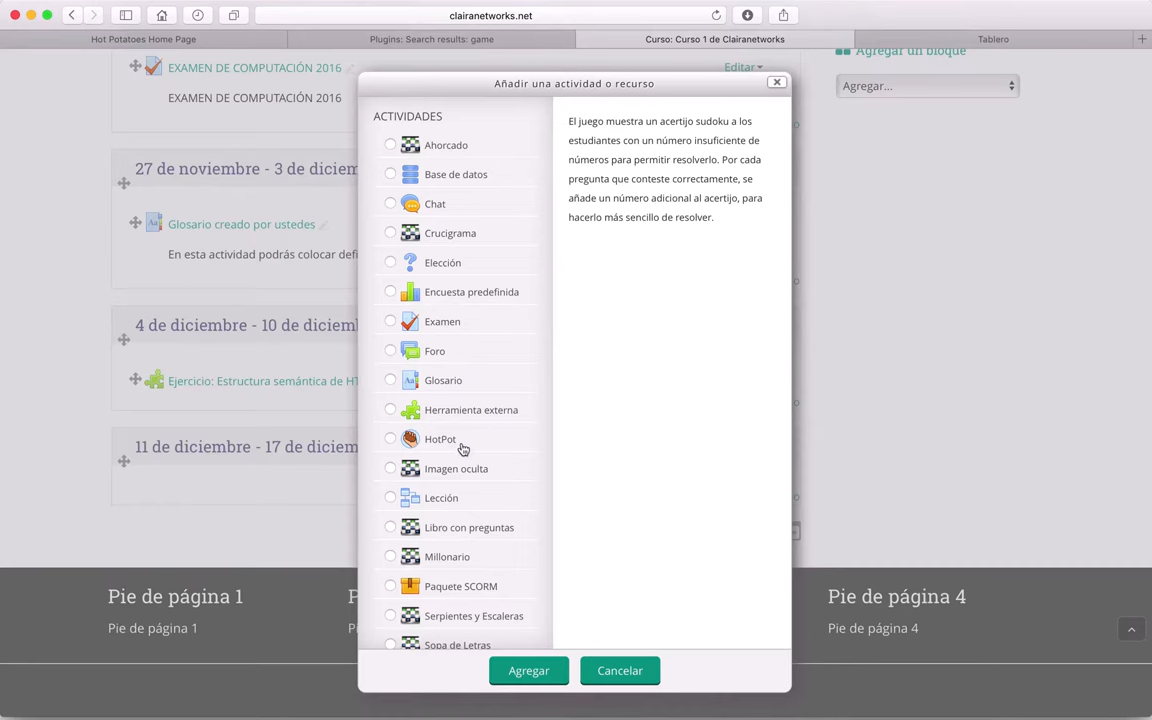 clairanetworks.net
Hot Potatoes Home Page
Plugins: Search results: game
Curso: Curso 1 de Clairanetworks
Tablero
Agregar un bloque
Agregar...
EXAMEN DE COMPUTACIÓN 2016
Editar
EXAMEN DE COMPUTACIÓN 2016
27 de noviembre - 3 de diciem
Glosario creado por ustedes
En esta actividad podrás colocar defi
4 de diciembre - 10 de diciemb
Ejercicio: Estructura semántica de HT
11 de diciembre - 17 de diciem
Añadir una actividad o recurso
ACTIVIDADES
Ahorcado
Base de datos
Chat
Crucigrama
Elección
Encuesta predefinida
Examen
Foro
Glosario
Herramienta externa
HotPot
Imagen oculta
Lección
Libro con preguntas
Millonario
Paquete SCORM
Serpientes y Escaleras
Sopa de Letras
El juego muestra un acertijo sudoku a los
estudiantes con un número insuficiente de
números para permitir resolverlo. Por cada
pregunta que conteste correctamente, se
añade un número adicional al acertijo, para
hacerlo más sencillo de resolver.
Agregar
Cancelar
Pie de página 1
Pie de página 1
Pie de página 4
Pie de página 4